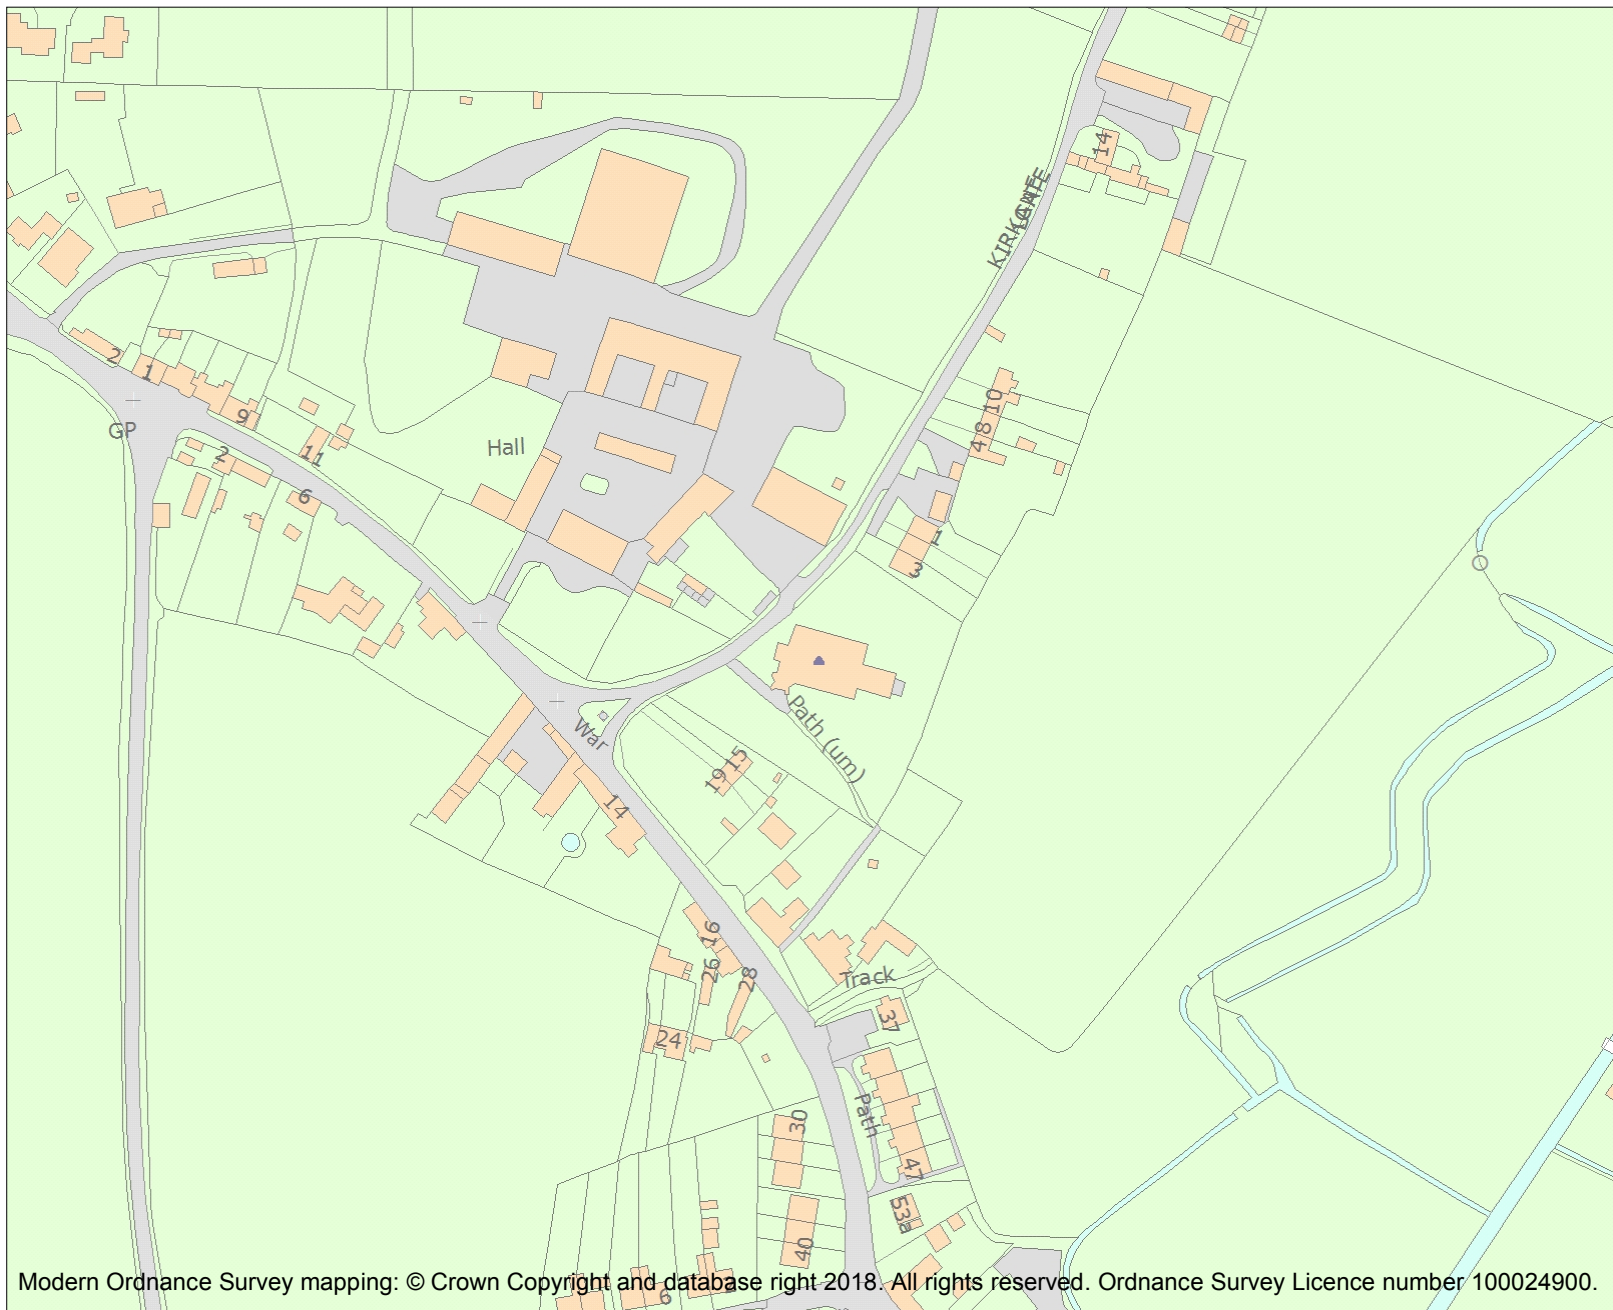 14
KIRKGATE
LANE
2
1
9
GP
2
11
6
Hall
10
8
4
1
3
Path (um)
War
15
19
14
16
26
28
Track
37
24
Path
30
47
53a
40
6
Modern Ordnance Survey mapping: © Crown Copyright and database right 2018. All rights reserved. Ordnance Survey Licence number 100024900.